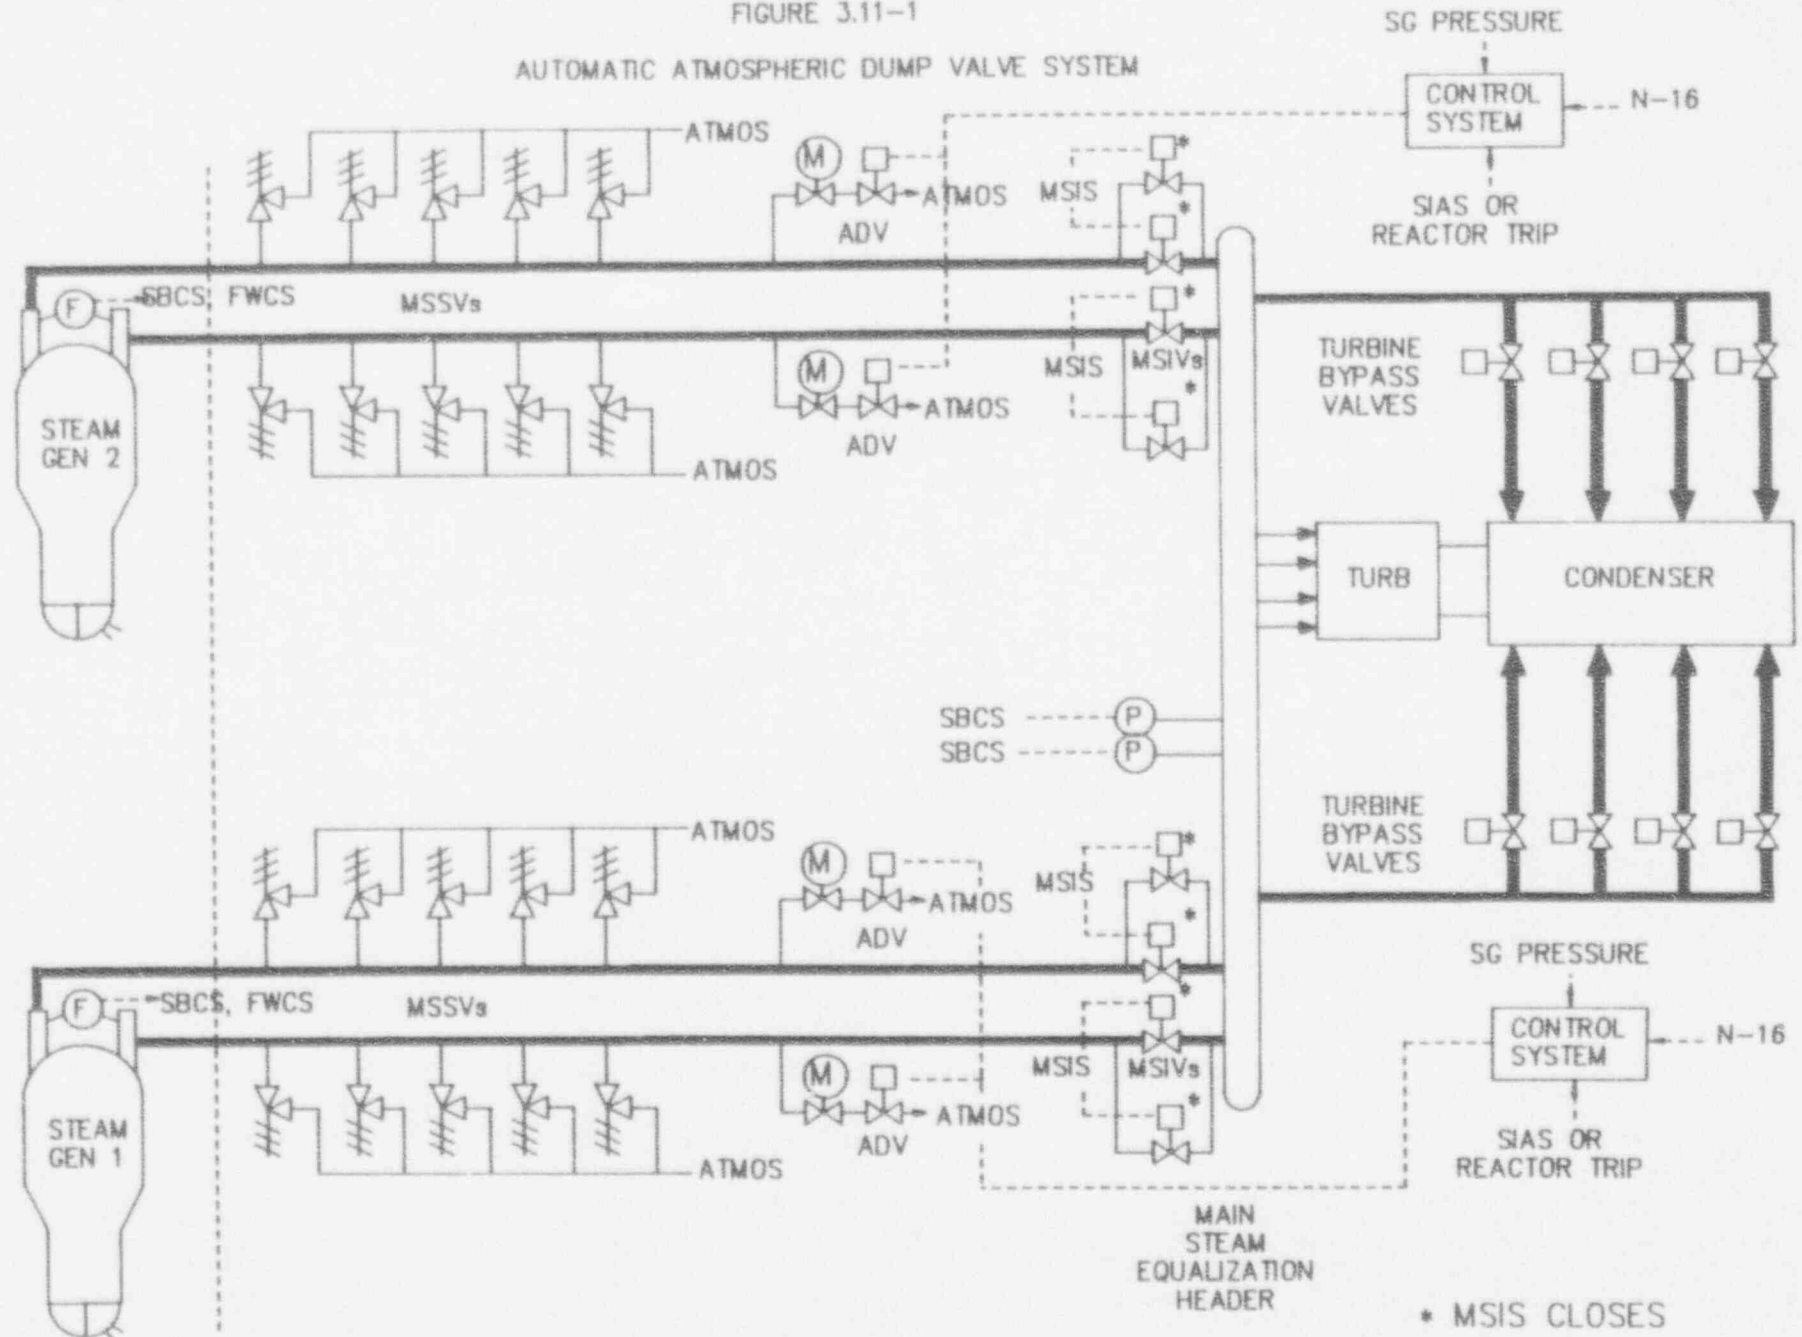 FIGURE 3.11-1
AUTOMATIC ATMOSPHERIC DUMP VALVE SYSTEM
SG PRESSURE
CONTROL
SYSTEM
N-16
SIAS OR
REACTOR TRIP
ATMOS
M
ATMOS
ADV
MSIS
*
*
F
SBCS, FWCS
MSSVs
MSIS
MSIVs
*
*
M
ATMOS
ADV
ATMOS
STEAM
GEN 2
TURBINE
BYPASS
VALVES
TURB
CONDENSER
SBCS
P
SBCS
P
TURBINE
BYPASS
VALVES
ATMOS
M
ATMOS
ADV
MSIS
*
*
F
SBCS, FWCS
MSSVs
MSIS
MSIVs
*
*
M
ATMOS
ADV
ATMOS
STEAM
GEN 1
SG PRESSURE
CONTROL
SYSTEM
N-16
SIAS OR
REACTOR TRIP
MAIN
STEAM
EQUALIZATION
HEADER
* MSIS CLOSES